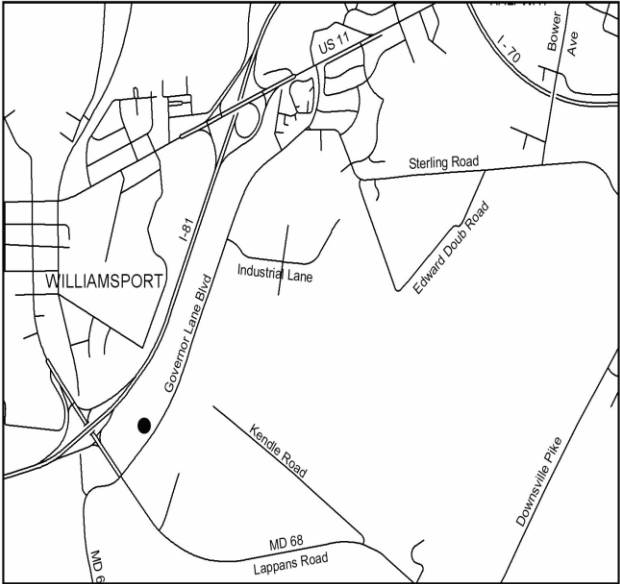 US 11
I - 70
Bower
Ave
Sterling Road
Edward Doub Road
I-81
Industrial Lane
WILLIAMSPORT
Governor Lane Blvd
Kendle Road
Downsville Pike
MD 68
Lappans Road